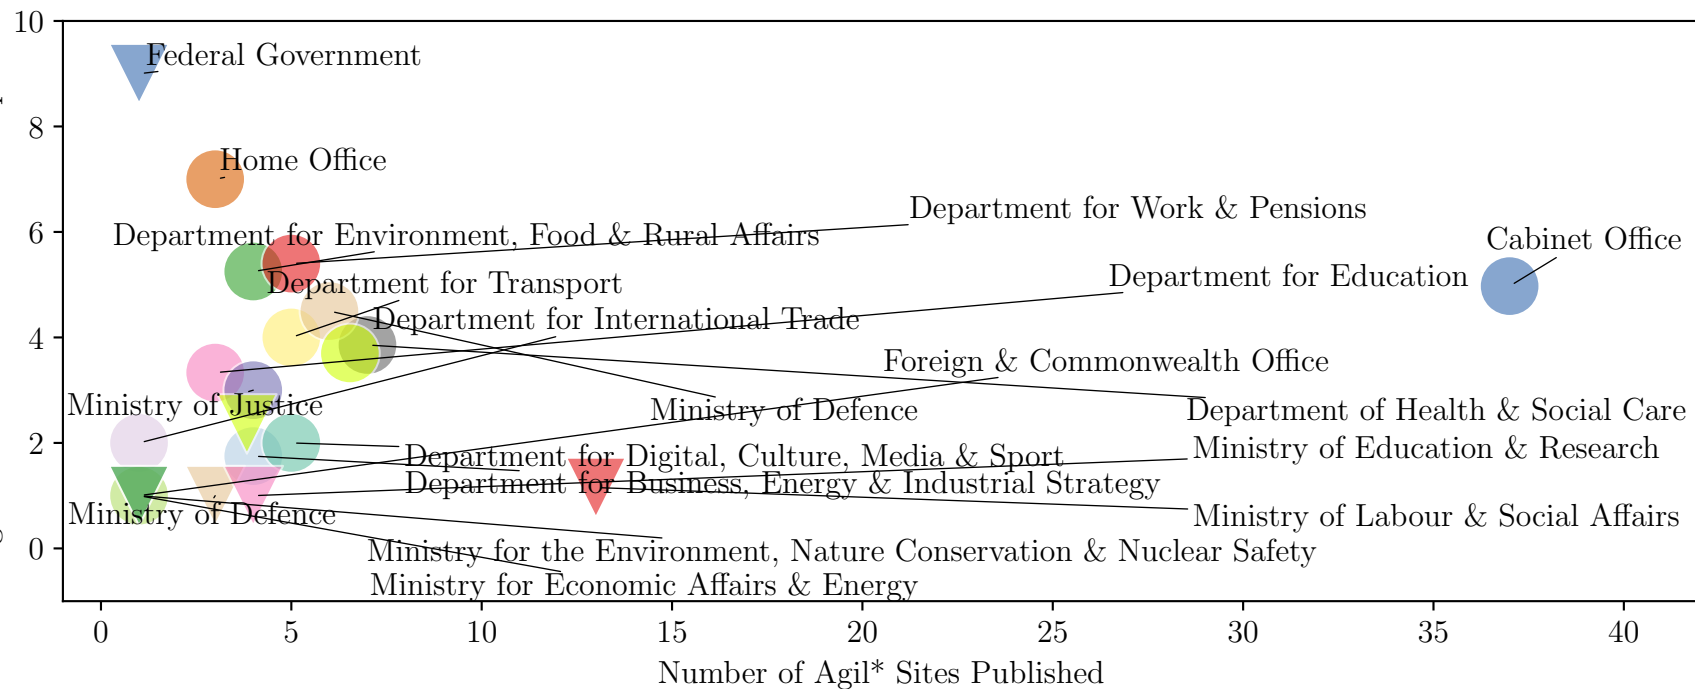 10
Federal Government
8
Home Office
Department for Work & Pensions
6
Department for Environment, Food & Rural Affairs
Cabinet Office
Department for Education
Department for Transport
Department for International Trade
4
Foreign & Commonwealth Office
Ministry of Justice
Ministry of Defence
Department of Health & Social Care
2
Department for Digital, Culture, Media & Sport
Ministry of Education & Research
Department for Business, Energy & Industrial Strategy
Ministry of Defence
Ministry of Labour & Social Affairs
0
Ministry for the Environment, Nature Conservation & Nuclear Safety
Ministry for Economic Affairs & Energy
0 5 10 15 20 25 30 35 40
Number of Agil* Sites Published